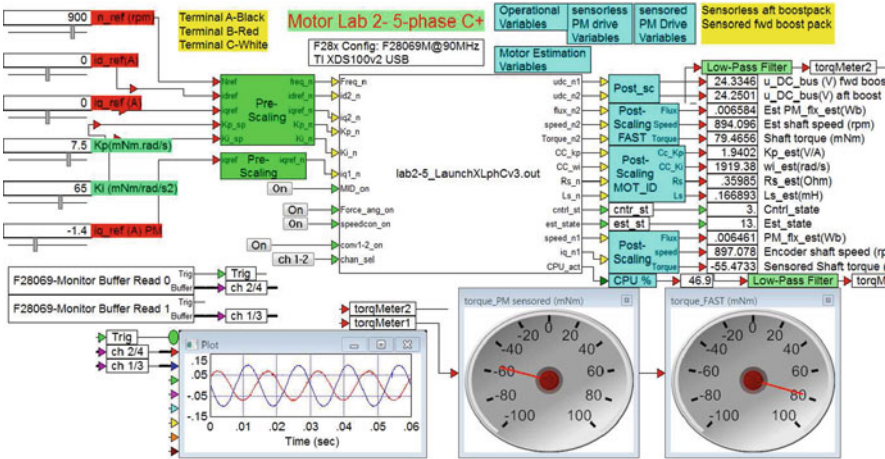 900
n_ref (rpm)
0
id_ref(A)
0
iq_ref (A)
7.5
Kp(mNm.rad/s)
65
Ki (mNm/rad/s2)
-1.4
iq_ref (A) PM
Terminal A-Black
Terminal B-Red
Terminal C-White
Motor Lab 2- 5-phase C+
F28x Config: F28069M@90MHz
TI XDS100v2 USB
Operational Variables
sensorless PM drive Variables
sensored PM Drive Variables
Motor Estimation Variables
Sensorless aft boostpack
Sensored fwd boost pack
Nref
idref
iqref
Kp_sp
Ki_sp
Pre-Scaling
freq_n
idref_n
iqref_n
Kp_n
Ki_n
iqref
Pre-Scaling
iqref_n
On
On
On
On
ch 1-2
Freq_n
id2_n
iq2_n
Kp_n
Ki_n
iq1_n
MID_on
Force_ang_on
speedcon_on
conv1-2_on
chan_sel
lab2-5_LaunchXLphCv3.out
udc_n1
udc_n2
flux_n2
speed_n2
Torque_n2
CC_kp
CC_wi
Rs_n
Ls_n
cntrl_st
est_state
speed_n1
iq_n1
CPU_act
Post_sc
Post-Scaling FAST
Flux
Speed
Torque
Post-Scaling MOT_ID
Cc_Kp
Cc_Ki
Rs
Ls
cntr_st
est_st
Post-Scaling
Flux
Torque
CPU %
46.9
Low-Pass Filter
Low-Pass Filter
torqMeter2
24.3346 u_DC_bus(V) fwd boos
24.2501 u_DC_bus(V) aft boost
.006584 Est PM_flx_est(Wb)
894.096 Est shaft speed (rpm)
79.4656 Shaft torque (mNm)
1.9402 Kp_est(V/A)
1919.38 wi_est(rad/s)
.35985 Rs_est(Ohm)
.166893 Ls_est(mH)
3. Cntrl_state
13. Est_state
.006461 PM_flx_est(Wb)
897.078 Encoder shaft speed (rp
-55.4733 Sensored Shaft torque
torqM
F28069-Monitor Buffer Read 0
Trig
Buffer
Trig
ch 2/4
F28069-Monitor Buffer Read 1
Trig
Buffer
ch 1/3
Trig
ch 2/4
ch 1/3
torqMeter2
torqMeter1
Plot
.15
.05
-.05
-.15
0 .01 .02 .03 .04 .05 .06
Time (sec)
torque_PM sensored (mNm)
-100 -80 -60 -40 -20 0 20 40 60 80 100
torque_FAST (mNm)
-100 -80 -60 -40 -20 0 20 40 60 80 100